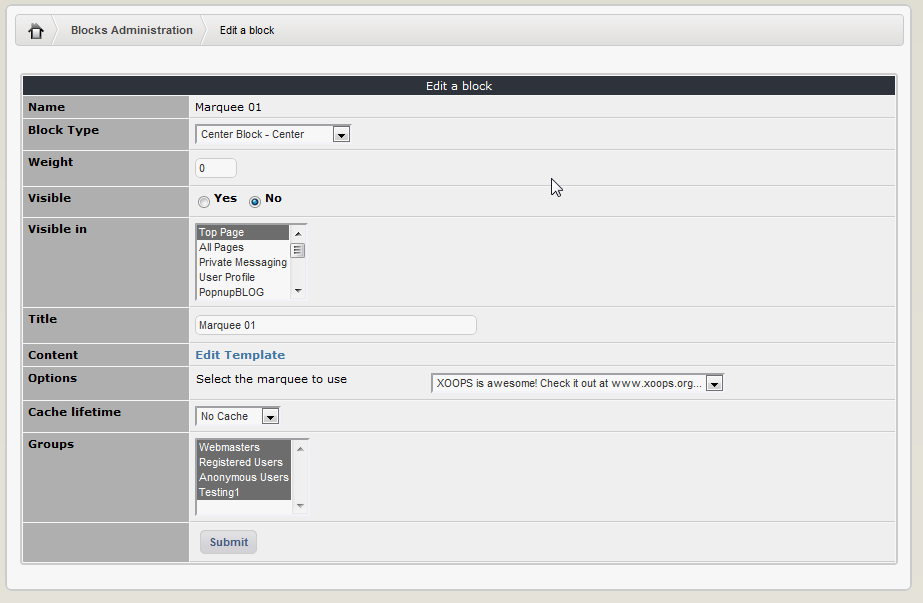 Blocks Administration Edit a block
Edit a block
Name Marquee 01
Block Type Center Block - Center
Weight 0
Visible Yes No
Visible in Top Page
All Pages
Private Messaging
User Profile
PopnupBLOG
Title Marquee 01
Content Edit Template
Options Select the marquee to use XOOPS is awesome! Check it out at www.xoops.org...
Cache lifetime No Cache
Groups Webmasters
Registered Users
Anonymous Users
Testing1
Submit